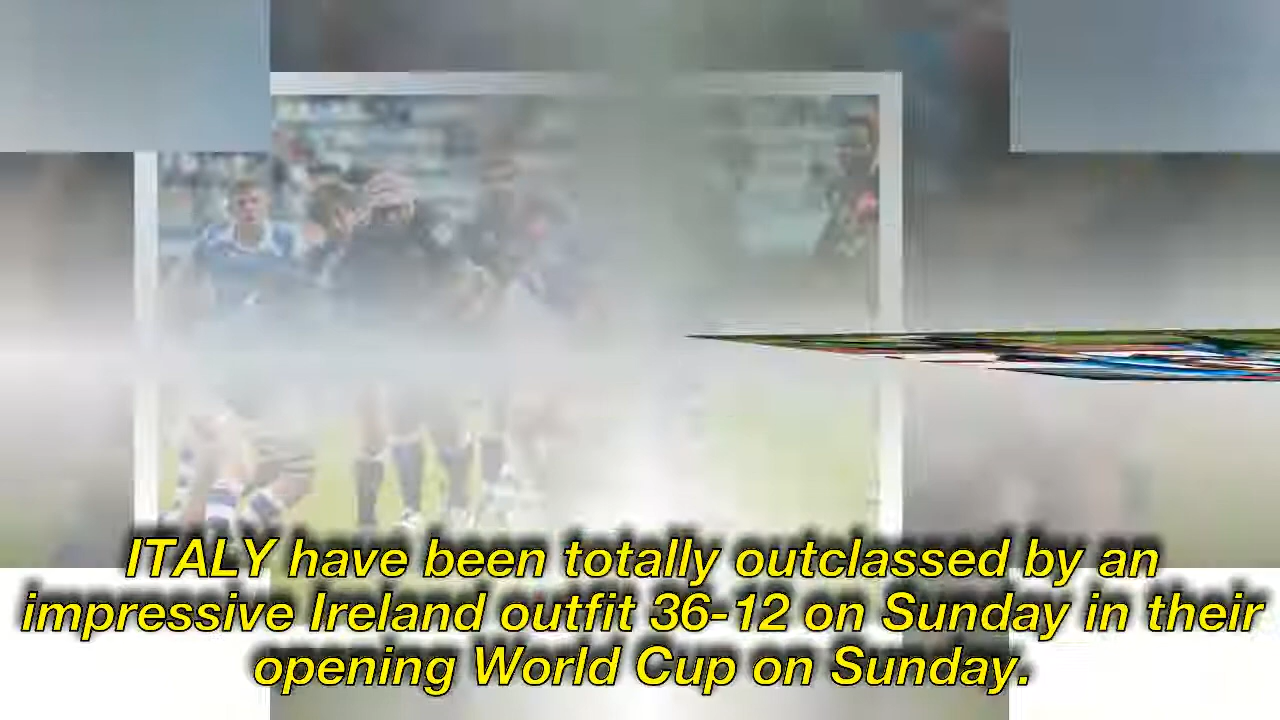 ITALY have been totally outclassed by an
impressive Ireland outfit 36-12 on Sunday in their
opening World Cup on Sunday.